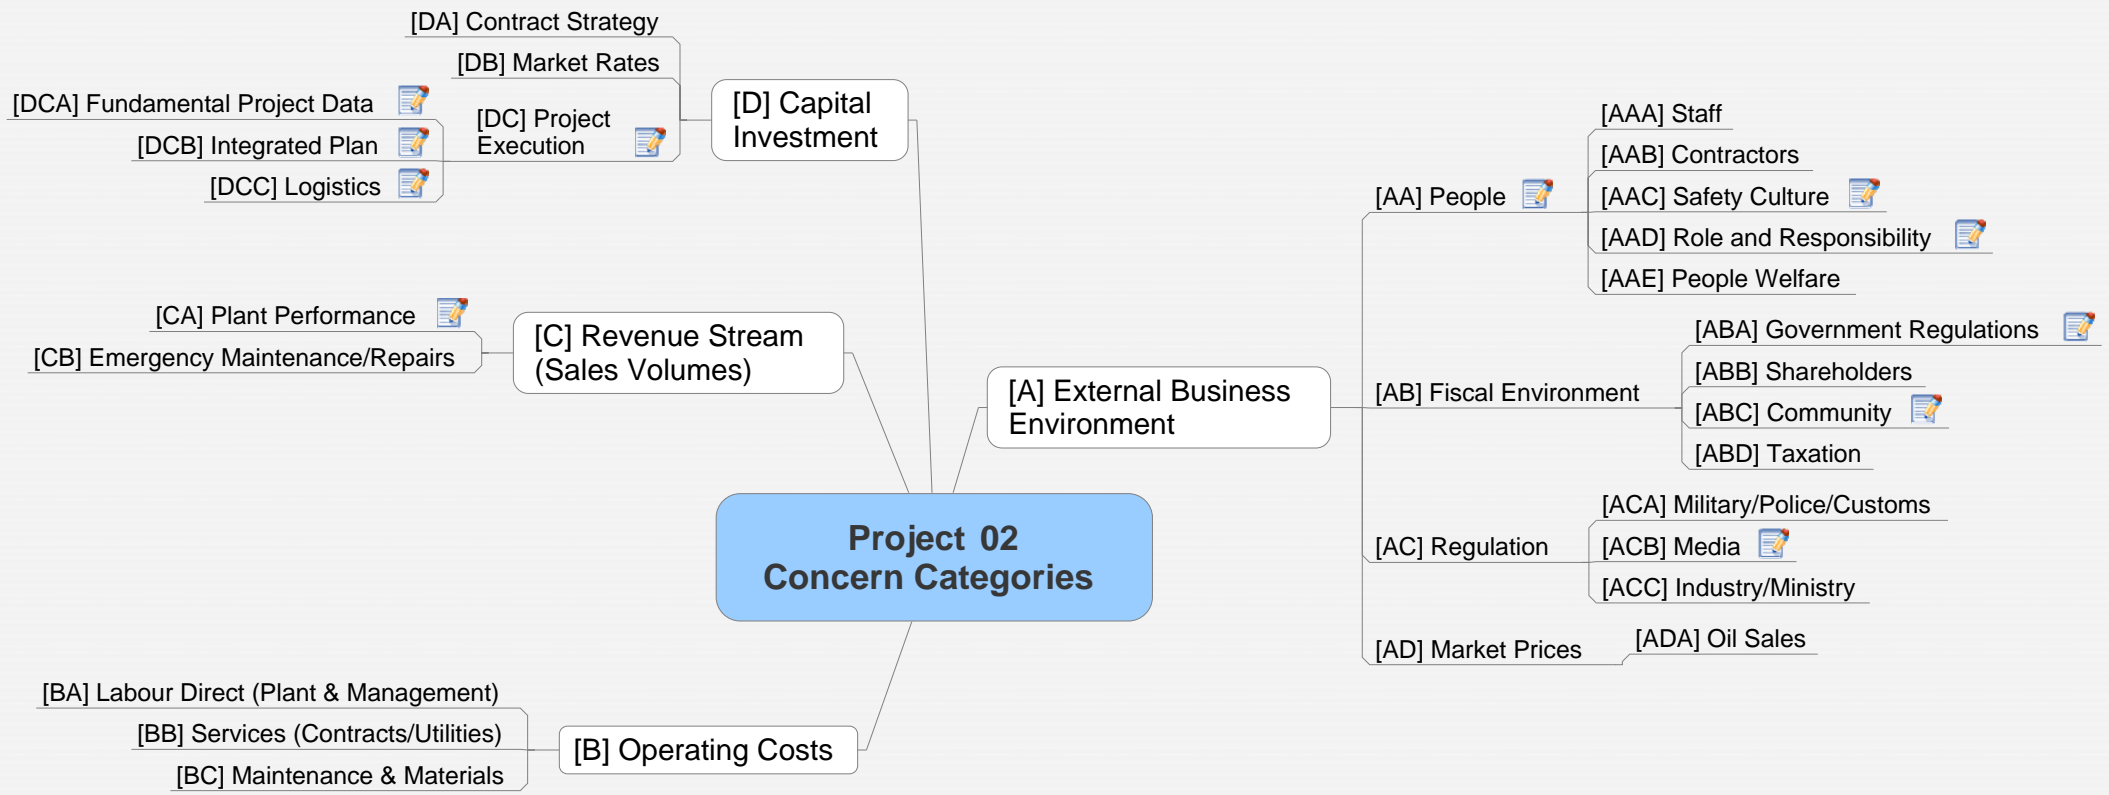 [DA] Contract Strategy
[DB] Market Rates
[DC] Project
Execution
[DCA] Fundamental Project Data
[DCB] Integrated Plan
[DCC] Logistics
[D] Capital
Investment
[CA] Plant Performance
[CB] Emergency Maintenance/Repairs
[C] Revenue Stream
(Sales Volumes)
[A] External Business
Environment
[AA] People
[AAA] Staff
[AAB] Contractors
[AAC] Safety Culture
[AAD] Role and Responsibility
[AAE] People Welfare
[AB] Fiscal Environment
[ABA] Government Regulations
[ABB] Shareholders
[ABC] Community
[ABD] Taxation
[AC] Regulation
[ACA] Military/Police/Customs
[ACB] Media
[ACC] Industry/Ministry
[AD] Market Prices
[ADA] Oil Sales
Project 02
Concern Categories
[BA] Labour Direct (Plant & Management)
[BB] Services (Contracts/Utilities)
[BC] Maintenance & Materials
[B] Operating Costs